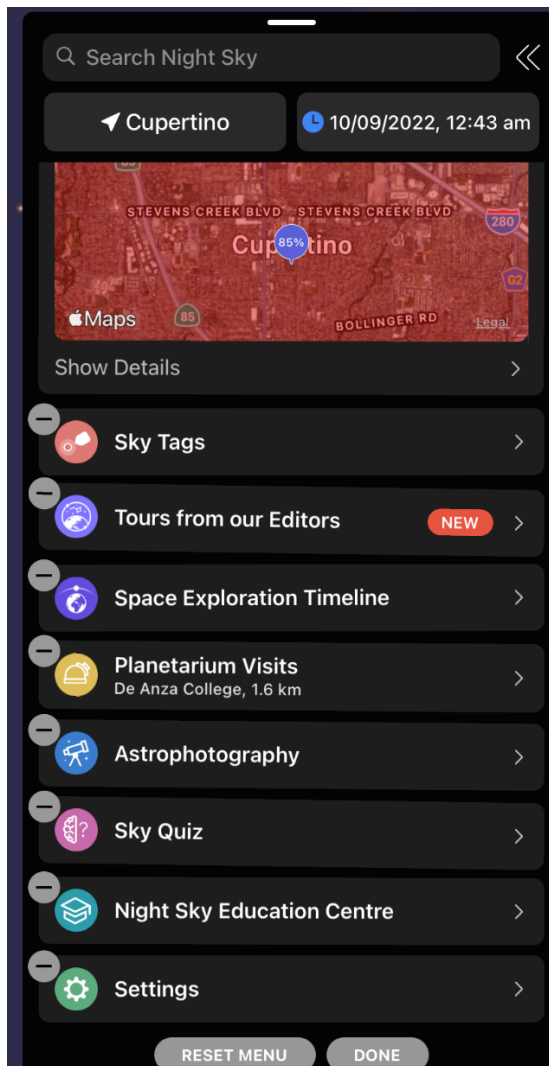 Search Night Sky
Cupertino
10/09/2022, 12:43 am
85
STEVENS CREEK BLVD STEVENS CREEK BLVD
280
Cupertino
85%
G2
Maps
85
BOLLINGER RD
Legal
Show Details
Sky Tags
Tours from our Editors
NEW
Space Exploration Timeline
Planetarium Visits
De Anza College, 1.6 km
Astrophotography
?
Sky Quiz
Night Sky Education Centre
Settings
RESET MENU
DONE